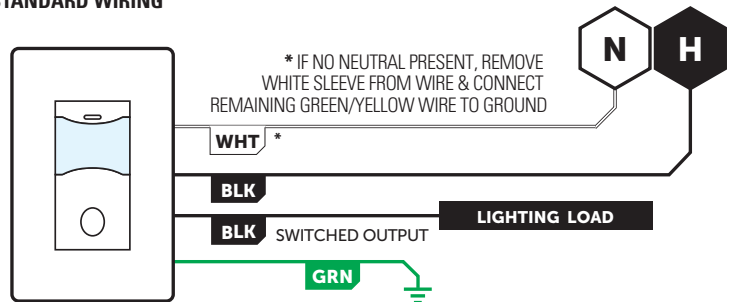 STANDARD WIRING
* IF NO NEUTRAL PRESENT, REMOVE
WHITE SLEEVE FROM WIRE & CONNECT
REMAINING GREEN/YELLOW WIRE TO GROUND
N
H
WHT *
BLK
BLK SWITCHED OUTPUT
LIGHTING LOAD
GRN